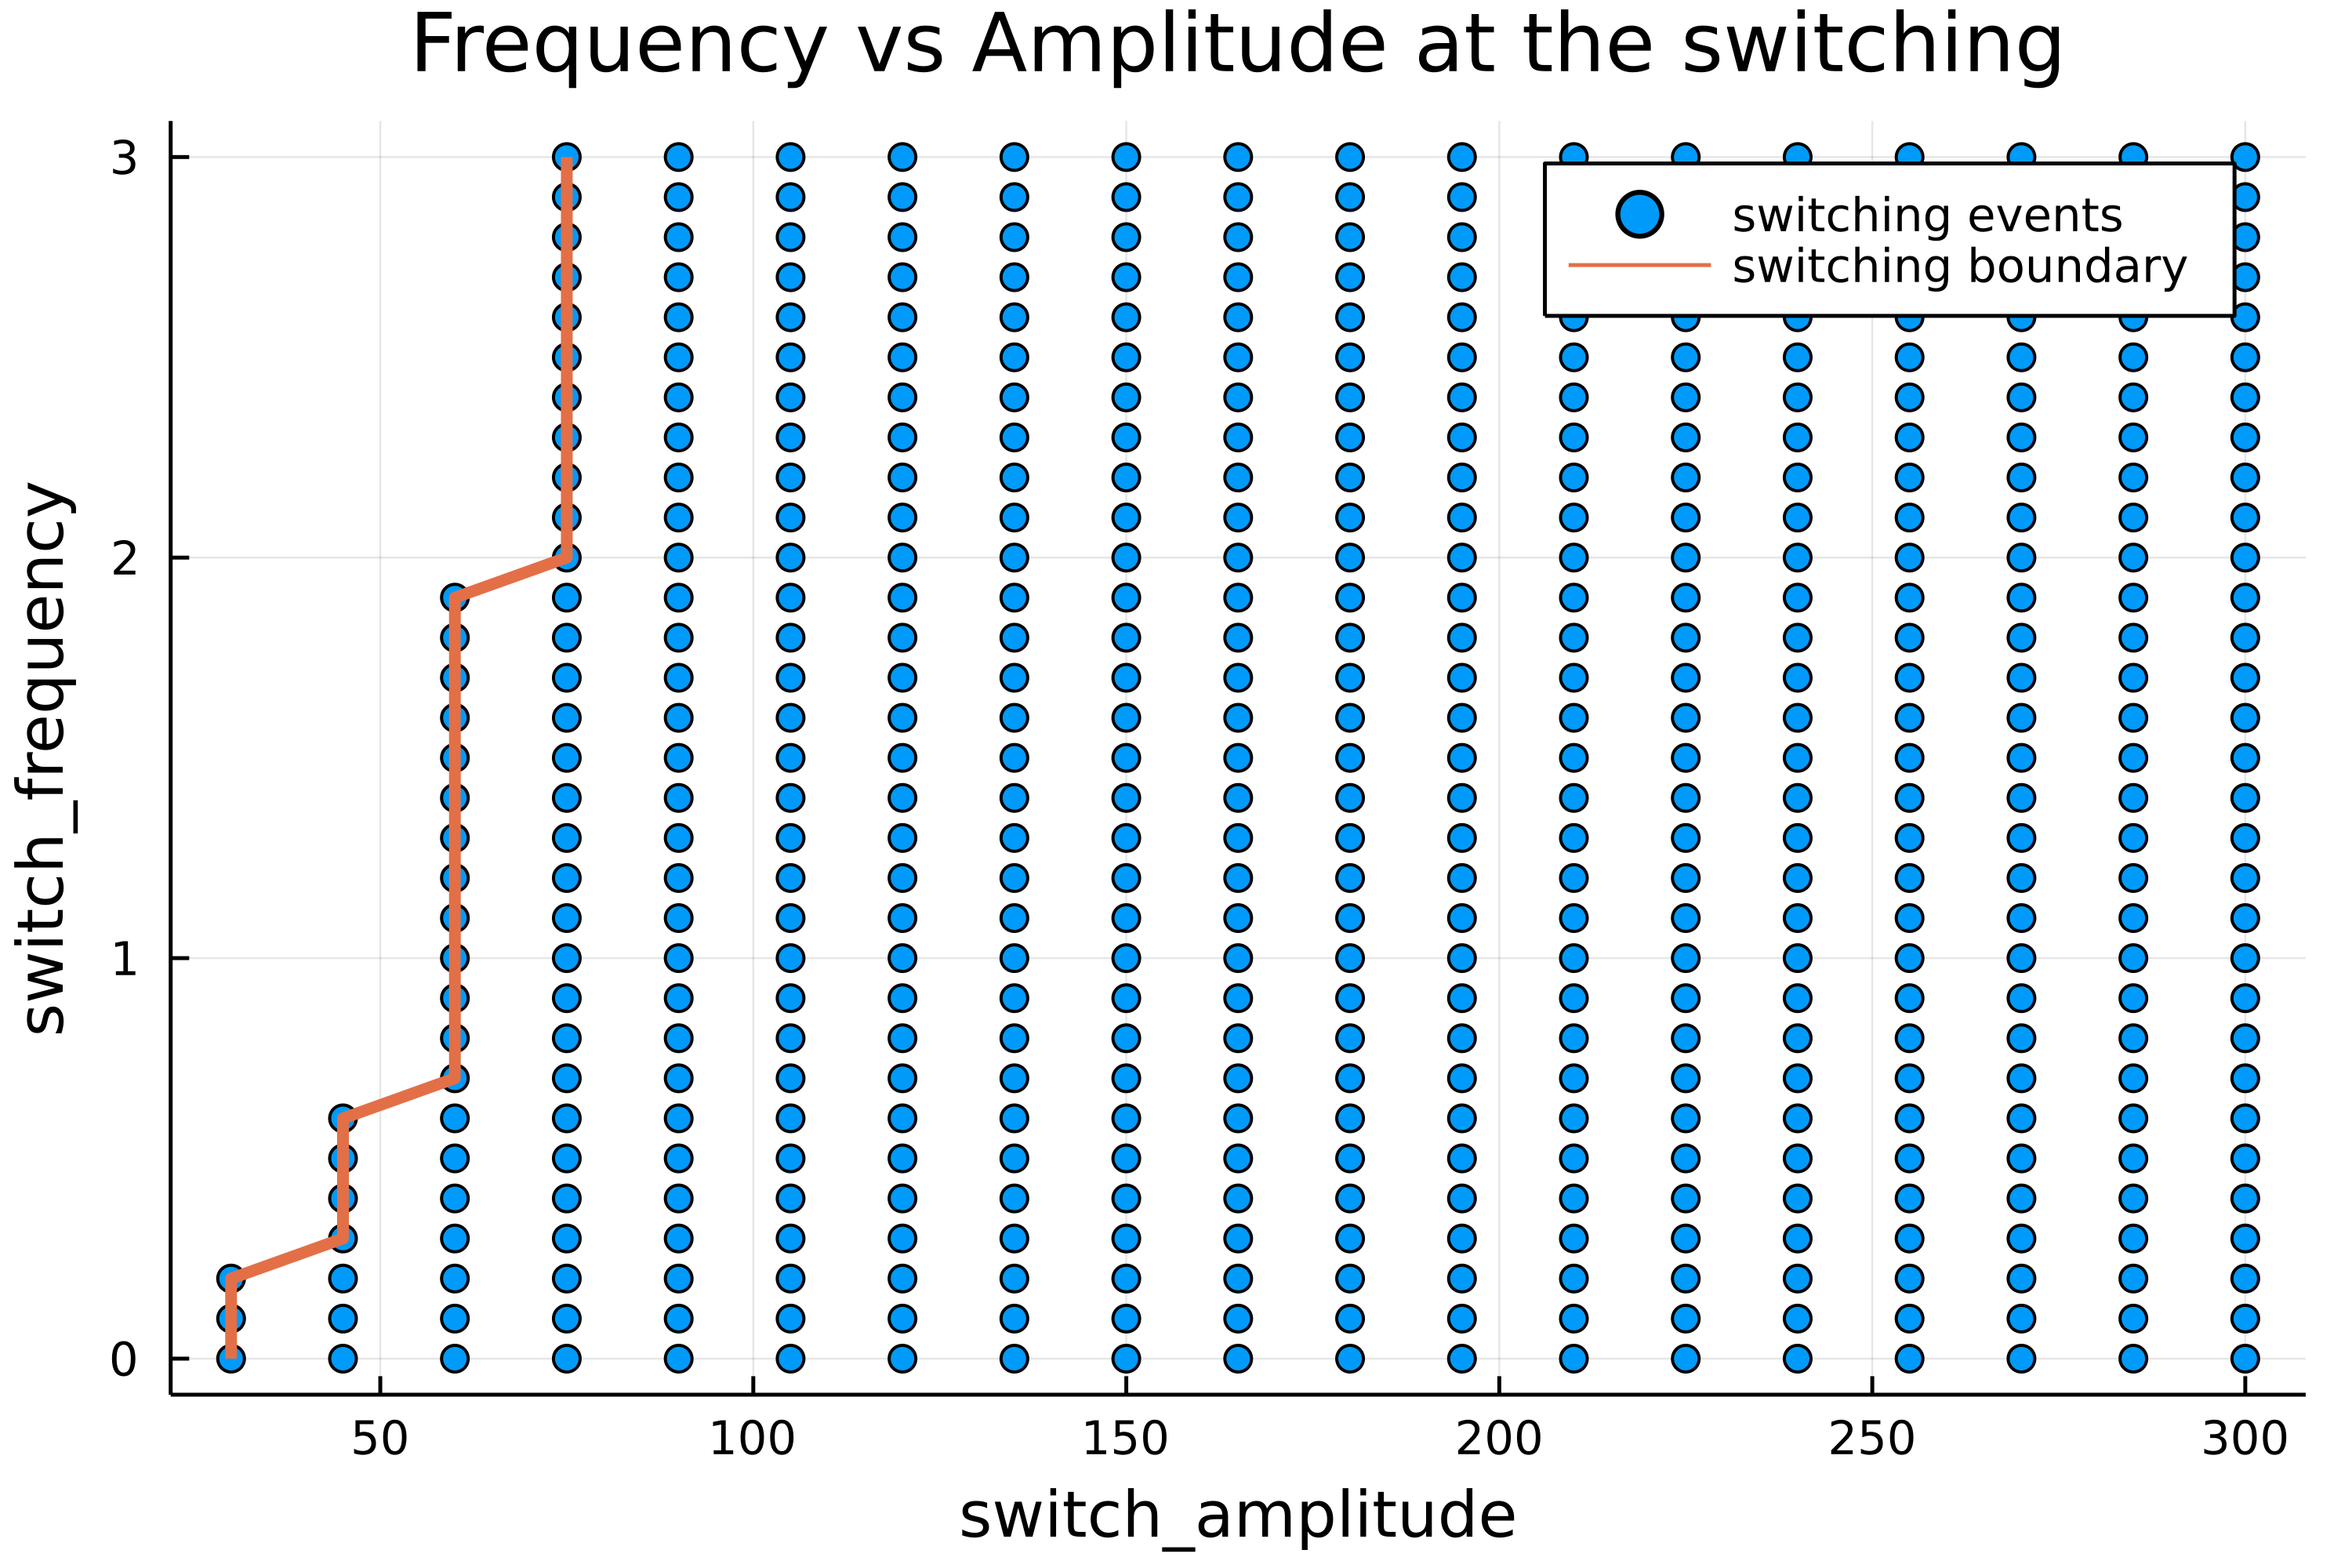 Frequency vs Amplitude at the switching
switching events
switching boundary
switch_frequency
3
2
1
0
50 100 150 200 250 300
switch_amplitude